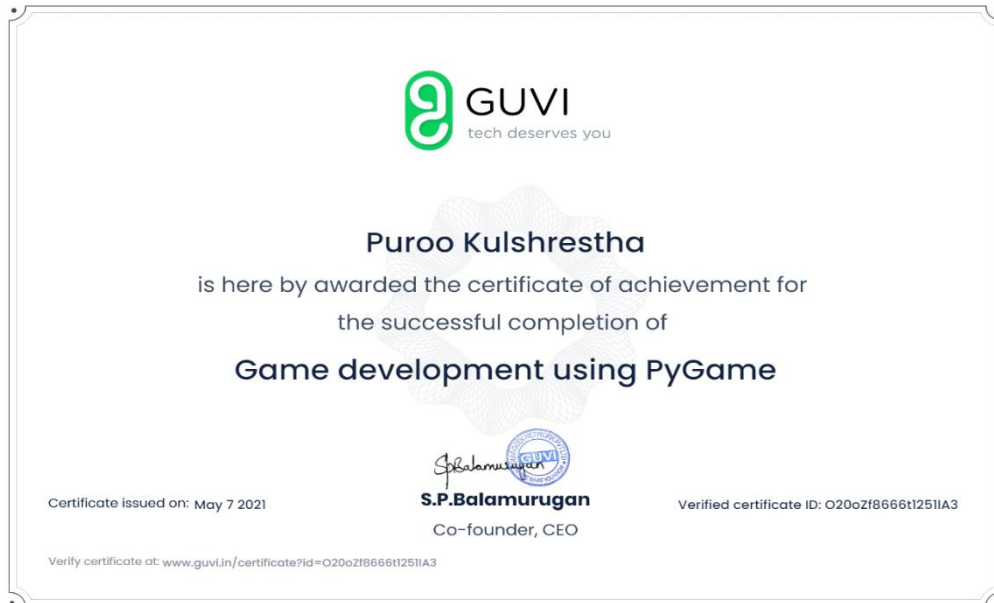 GUVI
tech deserves you
Puroo Kulshrestha
is here by awarded the certificate of achievement for
the successful completion of
Game development using PyGame
GUVI
S.P.Balamurugan
Co-founder, CEO
Certificate issued on: May 7 2021
Verified certificate ID: O20oZf8666t1251IA3
Verify certificate at: www.guvi.in/certificate?id=O20oZf8666t1251IA3